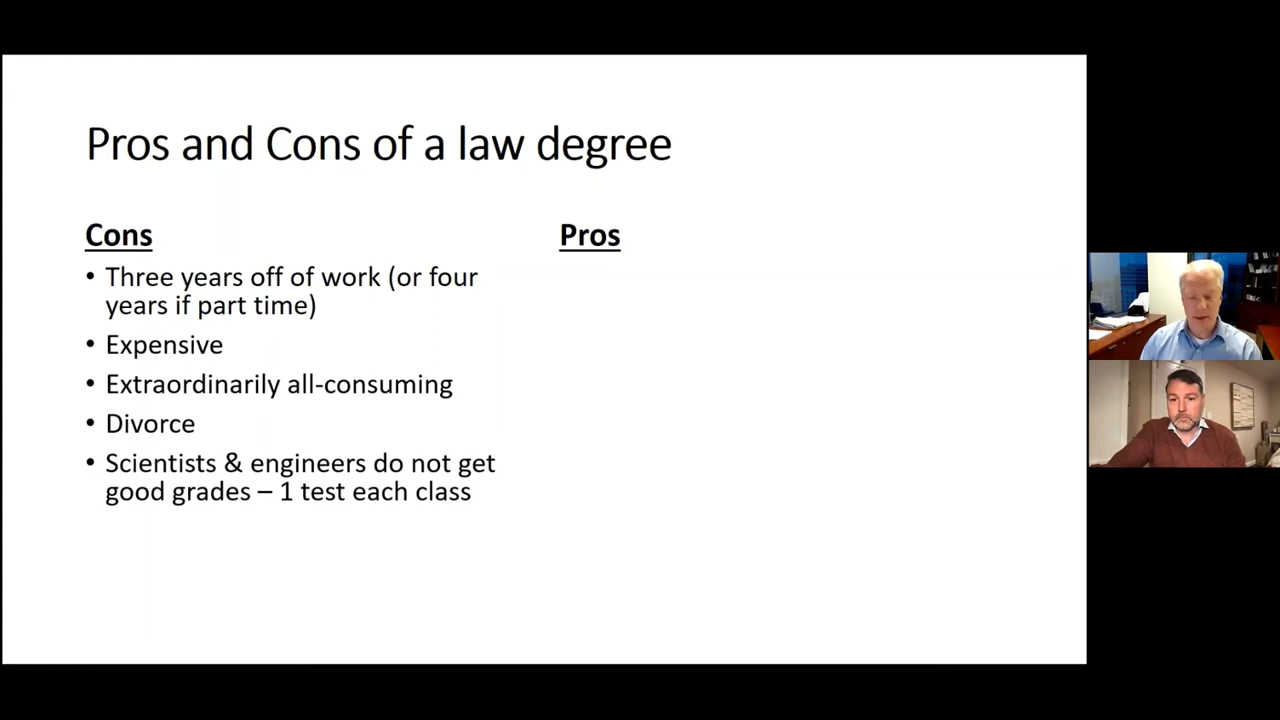 Pros and Cons of a law degree
Cons
• Three years off of work (or four
years if part time)
• Expensive
• Extraordinarily all-consuming
• Divorce
• Scientists & engineers do not get
good grades – 1 test each class
Pros